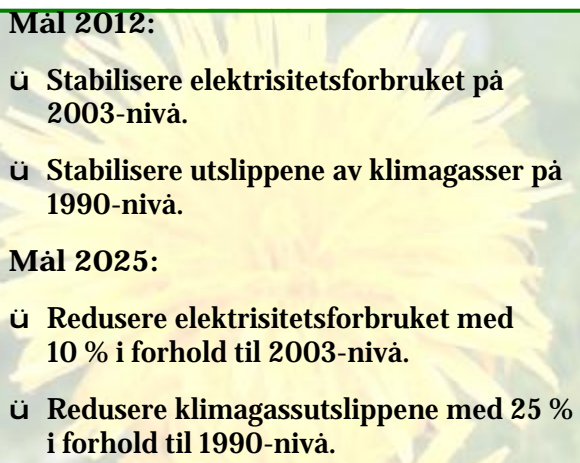 Mål 2012:
ü Stabilisere elektrisitetsforbruket på
2003-nivå.
ü Stabilisere utslippene av klimagasser på
1990-nivå.
Mål 2025:
ü Redusere elektrisitetsforbruket med
10 % i forhold til 2003-nivå.
ü Redusere klimagassutslippene med 25 %
i forhold til 1990-nivå.